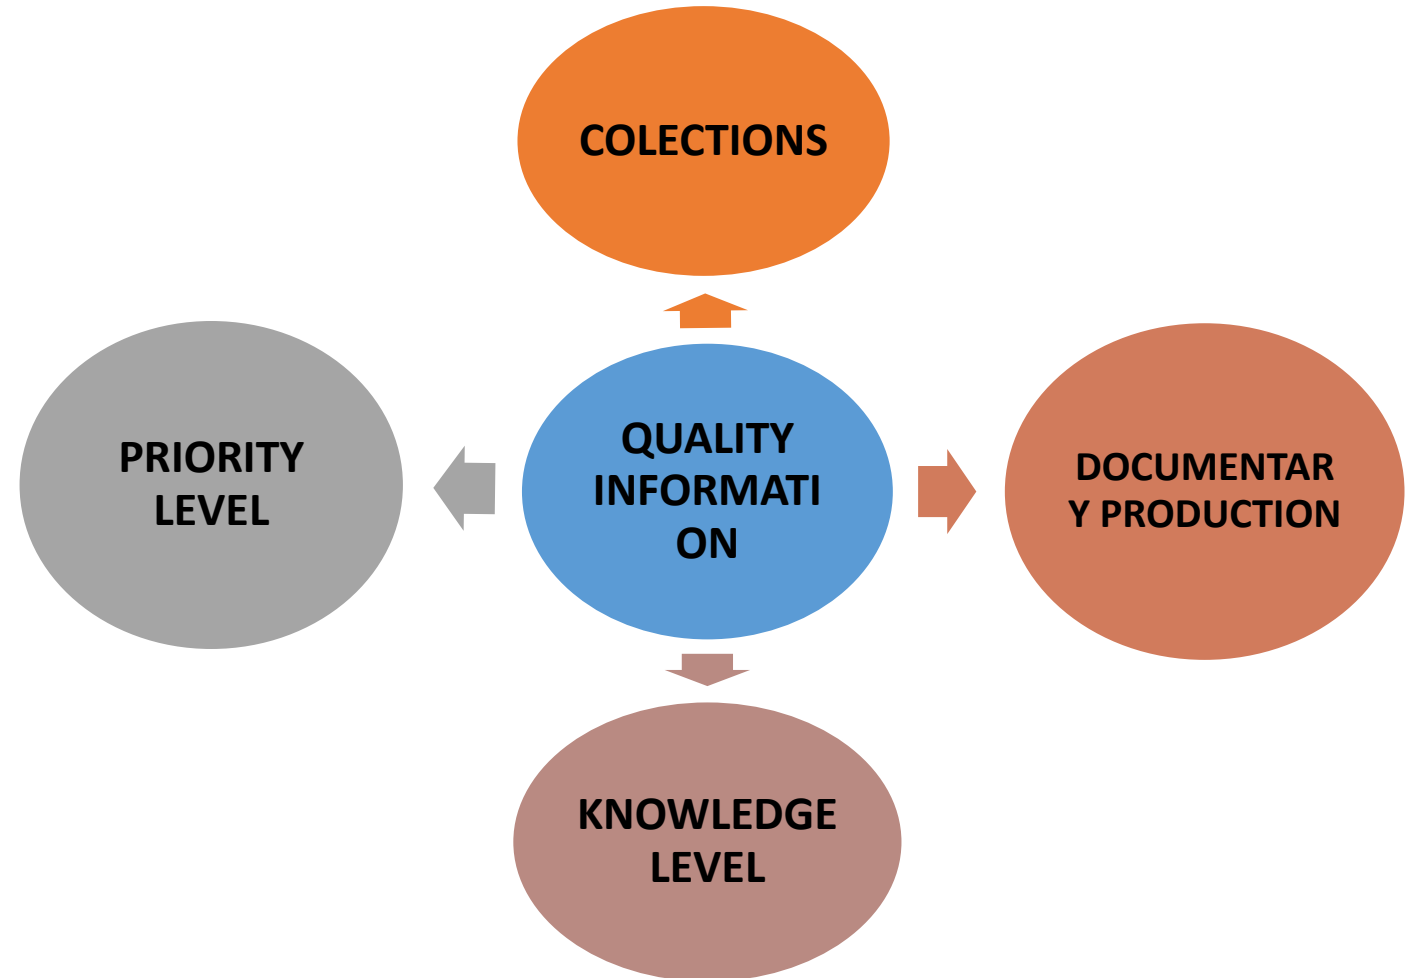 COLECTIONS
PRIORITY
LEVEL
QUALITY
INFORMATI
ON
DOCUMENTAR
Y PRODUCTION
KNOWLEDGE
LEVEL